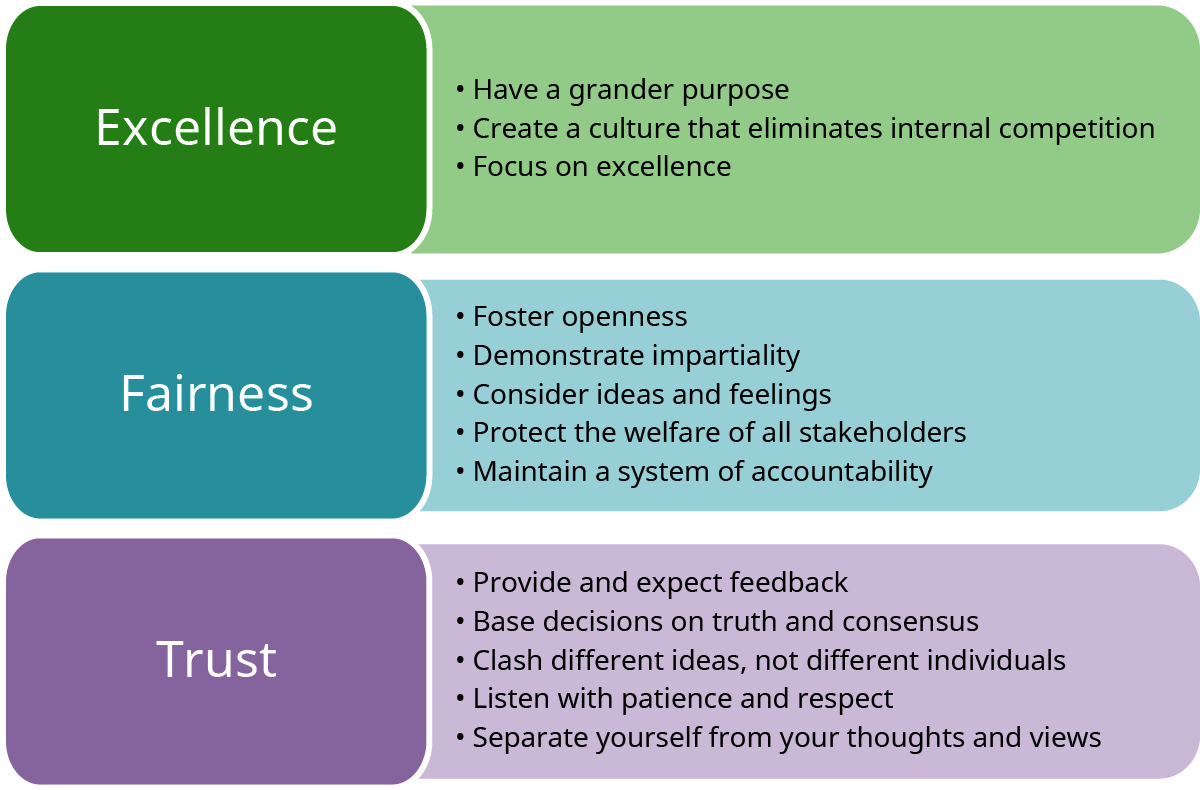 Excellence
• Have a grander purpose
• Create a culture that eliminates internal competition
• Focus on excellence
Fairness
• Foster openness
• Demonstrate impartiality
• Consider ideas and feelings
• Protect the welfare of all stakeholders
• Maintain a system of accountability
Trust
• Provide and expect feedback
• Base decisions on truth and consensus
• Clash different ideas, not different individuals
• Listen with patience and respect
• Separate yourself from your thoughts and views